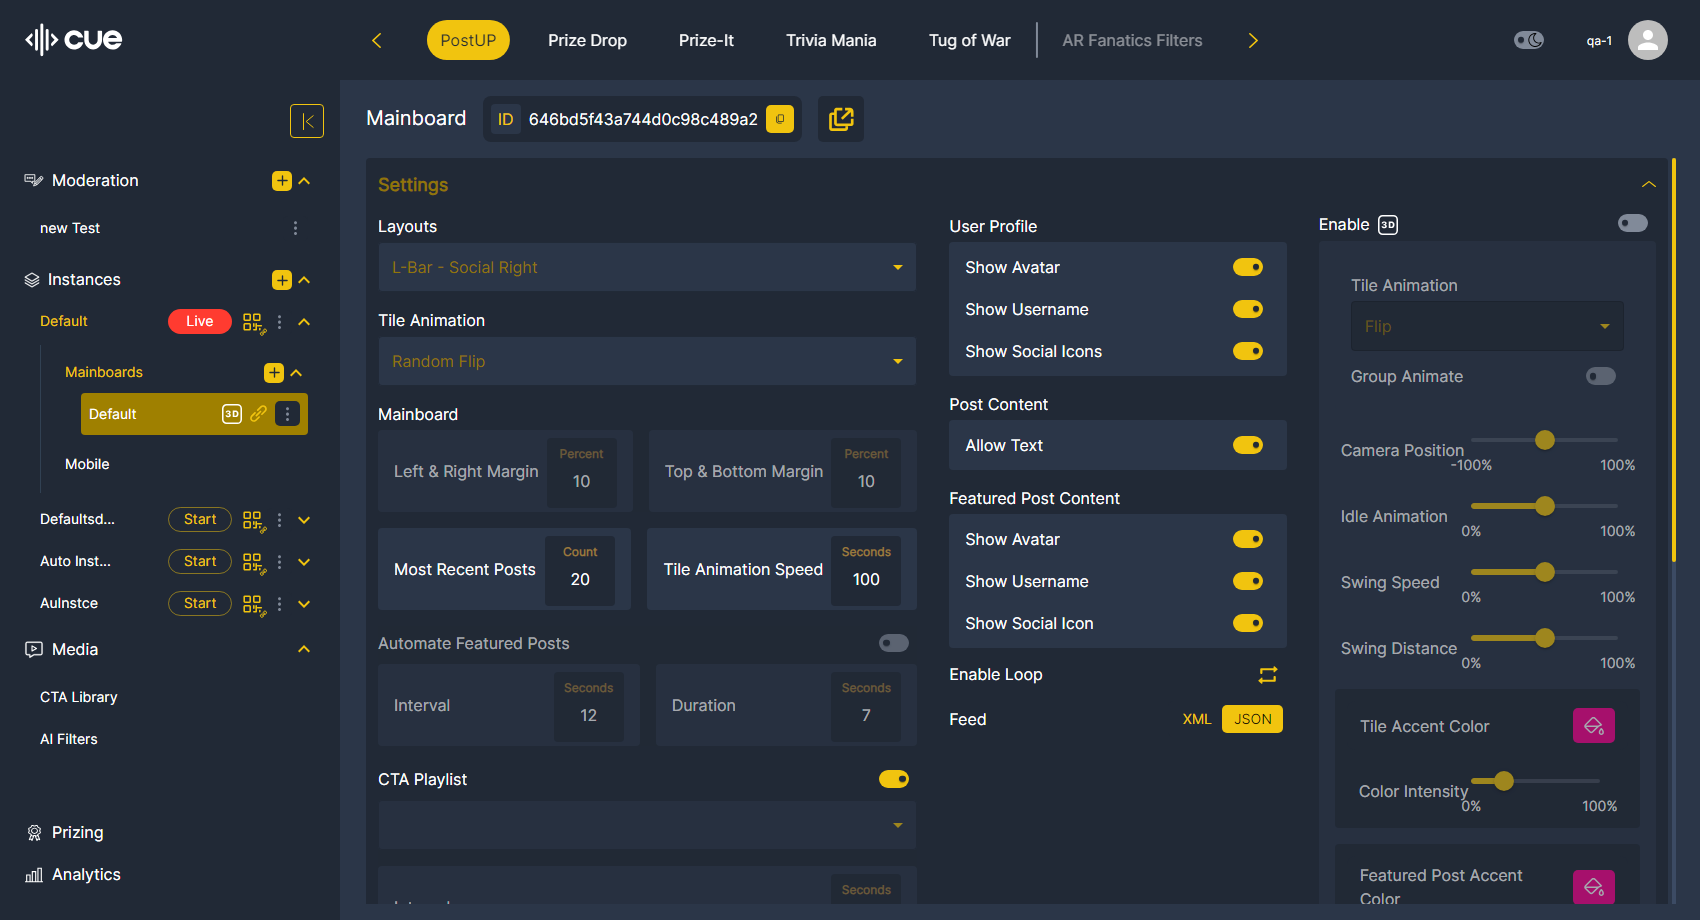 cue
PostUP
Prize Drop
Prize-It
Trivia Mania
Tug of War
AR Fanatics Filters
qa-1
Mainboard
ID
646bd5f43a744d0c98c489a2
Moderation
new Test
Instances
Default
Live
Mainboards
Default
3D
Mobile
Defaultsd...
Start
Auto Inst...
Start
AuInstce
Start
Media
CTA Library
AI Filters
Prizing
Analytics
Settings
Layouts
L-Bar - Social Right
Tile Animation
Random Flip
Mainboard
Left & Right Margin
Percent
10
Top & Bottom Margin
Percent
10
Most Recent Posts
Count
20
Tile Animation Speed
Seconds
100
Automate Featured Posts
Interval
Seconds
12
Duration
Seconds
7
CTA Playlist
Seconds
User Profile
Show Avatar
Show Username
Show Social Icons
Post Content
Allow Text
Featured Post Content
Show Avatar
Show Username
Show Social Icon
Enable Loop
Feed
XML
JSON
Enable
3D
Tile Animation
Flip
Group Animate
Camera Position
-100%
100%
Idle Animation
0%
100%
Swing Speed
0%
100%
Swing Distance
0%
100%
Tile Accent Color
Color Intensity
0%
100%
Featured Post Accent
Color